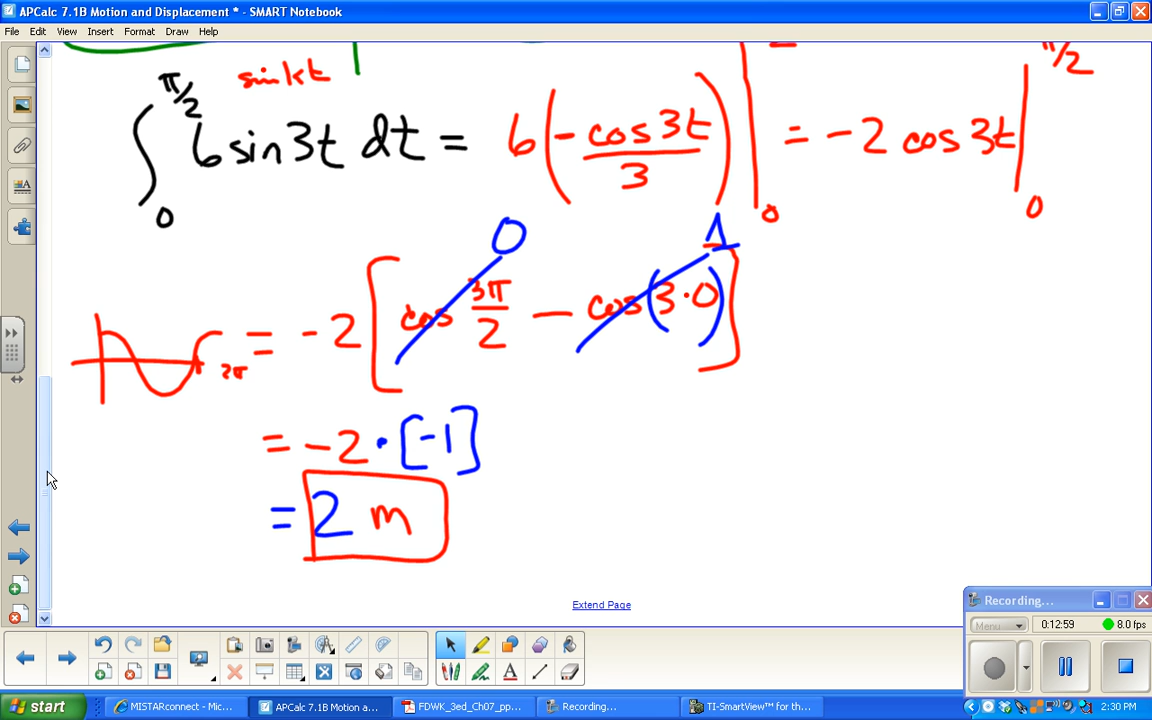 APCalc 7.1B Motion and Displacement * - SMART Notebook
File Edit View Insert Format Draw Help
sinkt
π/2
∫₀^(π/2) 6 sin 3t dt = 6(-cos 3t / 3)|₀ = -2 cos 3t|₀^(π/2)
0 1
2π = -2 [cos 3π/2 - cos(3·0)]
= -2 · [-1]
= 2 m
Extend Page
Recording...
Menu 0:12:59 8.0 fps
start MISTARconnect - Mic... APCalc 7.1B Motion a... FDWK_3ed_Ch07_pp... Recording... TI-SmartView™ for th... 2:30 PM